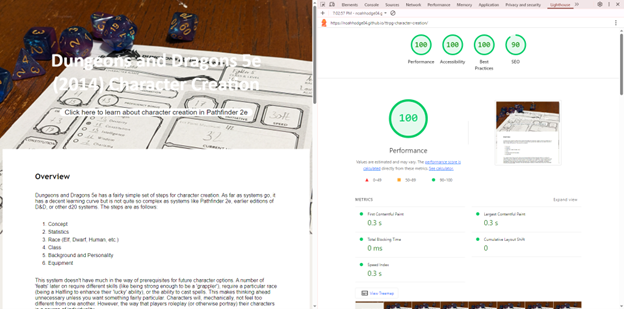 Dungeons and Dragons 5e
(2014) Character Creation
Click here to learn about character creation in Pathfinder 2e
Overview
Dungeons and Dragons 5e has a fairly simple set of steps for character creation. As far as systems go, it
has a decent learning curve but is not quite so complex as systems like Pathfinder 2e, earlier editions of
D&D, or other d20 systems. The steps are as follows:
1. Concept
2. Statistics
3. Race (Elf, Dwarf, Human, etc.)
4. Class
5. Background and Personality
6. Equipment
This system doesn't have much in the way of prerequisites for future character options. A number of
'feats' later on require different skills (like being strong enough to be a 'grappler'), require a particular race
(being a Halfling to enhance their 'lucky' ability), or the ability to cast spells. This makes thinking ahead
unnecessary unless you want something fairly particular. Characters will, mechanically, not feel too
different from one another. However, the way that players roleplay (or otherwise portray) their characters
Elements
Console
Sources
Network
Performance
Memory
Application
Privacy and security
Lighthouse
100
Performance
100
Accessibility
100
Best
Practices
90
SEO
100
Performance
Values are estimated and may vary. The performance score is
calculated directly from these metrics. See calculator.
0–49
50–89
90–100
METRICS
Expand view
First Contentful Paint
0.3 s
Largest Contentful Paint
0.3 s
Total Blocking Time
0 ms
Cumulative Layout Shift
0
Speed Index
0.3 s
View Treemap